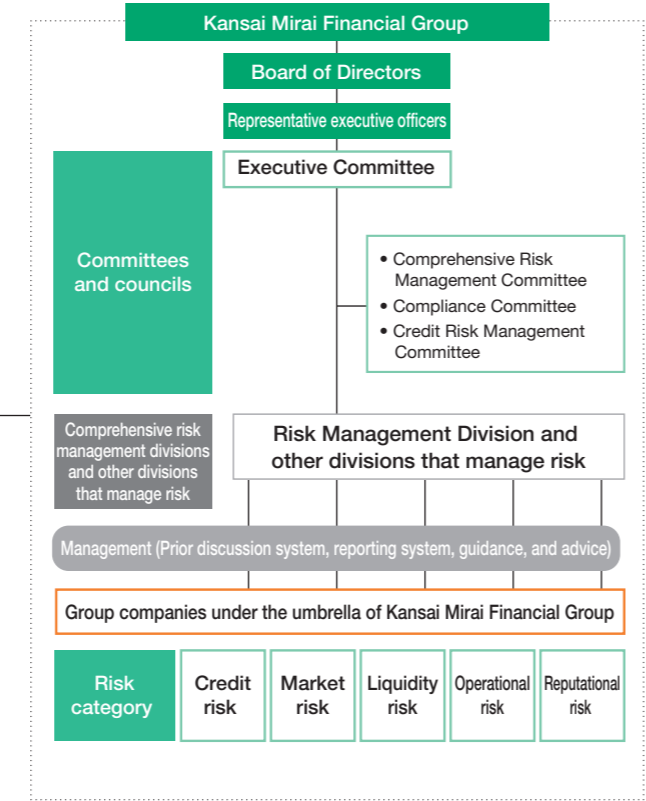 Kansai Mirai Financial Group
Board of Directors
Representative executive officers
Executive Committee
Committees
and councils
• Comprehensive Risk
Management Committee
• Compliance Committee
• Credit Risk Management
Committee
Comprehensive risk
management divisions
and other divisions
that manage risk
Risk Management Division and
other divisions that manage risk
Management (Prior discussion system, reporting system, guidance, and advice)
Group companies under the umbrella of Kansai Mirai Financial Group
Risk
category
Credit
risk
Market
risk
Liquidity
risk
Operational
risk
Reputational
risk